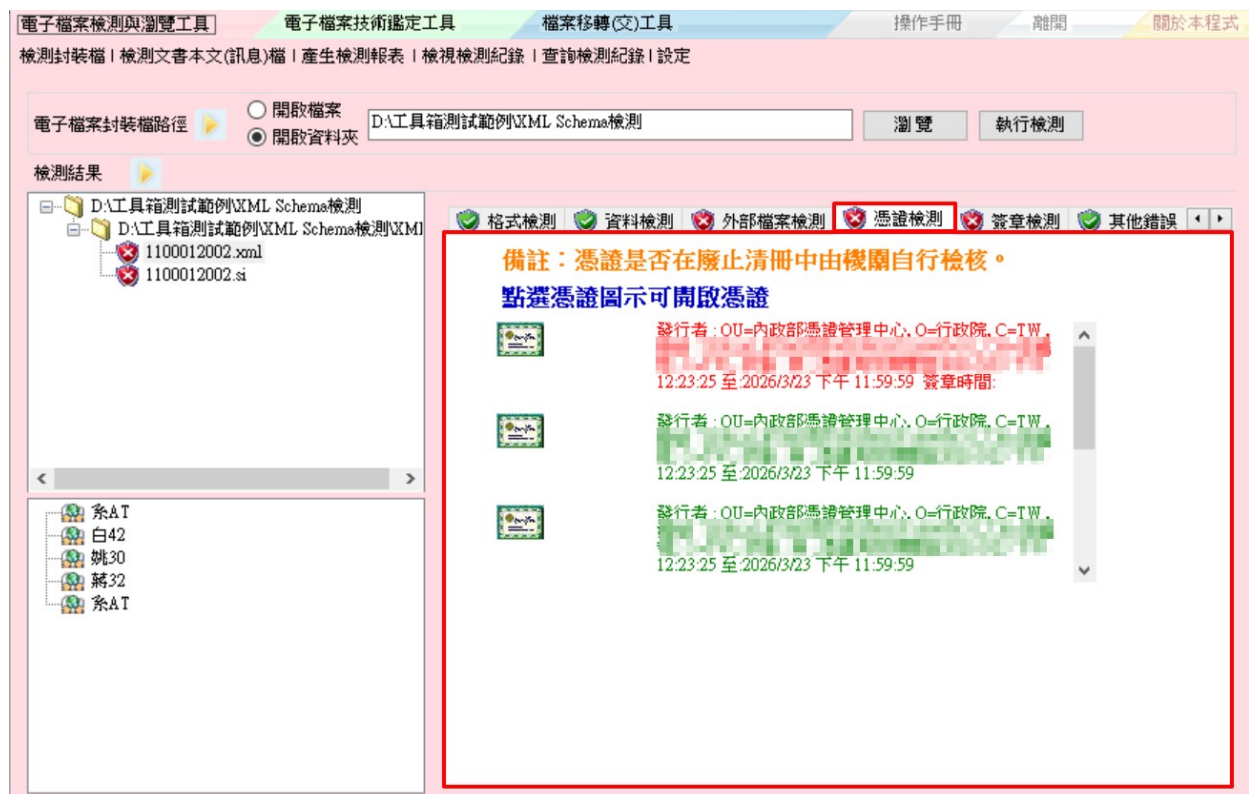 電子檔案檢測與瀏覽工具 電子檔案技術鑑定工具 檔案移轉(交)工具 操作手冊 離開 關於本程式
檢測封裝檔 | 檢測文書本文(訊息)檔 | 產生檢測報表 | 檢視檢測紀錄 | 查詢檢測紀錄 | 設定
電子檔案封裝檔路徑
開啟檔案
開啟資料夾
D:\工具箱測試範例\XML Schema檢測
瀏覽
執行檢測
檢測結果
D:\工具箱測試範例\XML Schema檢測
D:\工具箱測試範例\XML Schema檢測\XMI
1100012002.xml
1100012002.si
糸AT
白42
姚30
蔣32
糸AT
格式檢測 資料檢測 外部檔案檢測 憑證檢測 簽章檢測 其他錯誤
備註：憑證是否在廢止清冊中由機關自行檢核。
點選憑證圖示可開啟憑證
發行者 : OU=內政部憑證管理中心, O=行政院, C=TW ,
12:23:25 至:2026/3/23 下午 11:59:59 簽章時間:
發行者 : OU=內政部憑證管理中心, O=行政院, C=TW ,
12:23:25 至:2026/3/23 下午 11:59:59
發行者 : OU=內政部憑證管理中心, O=行政院, C=TW ,
12:23:25 至:2026/3/23 下午 11:59:59